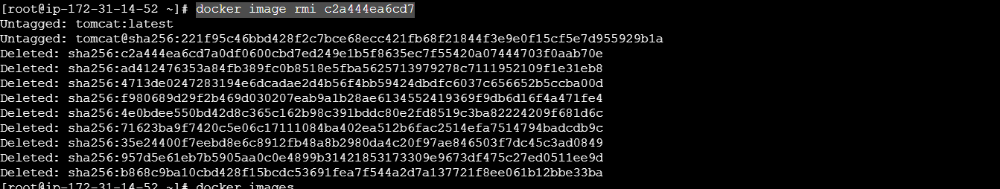 [root@ip-172-31-14-52 ~]# docker image rmi c2a444ea6cd7
Untagged: tomcat:latest
Untagged: tomcat@sha256:221f95c46bbd428f2c7bce68ecc421fb68f21844f3e9e0f15cf5e7d955929b1a
Deleted: sha256:c2a444ea6cd7a0df0600cbd7ed249e1b5f8635ec7f55420a07444703f0aab70e
Deleted: sha256:ad412476353a84fb389fc0b8518e5fba5625713979278c7111952109f1e31eb8
Deleted: sha256:4713de0247283194e6dcadae2d4b56f4bb59424dbdfc6037c656652b5ccba00d
Deleted: sha256:f980689d29f2b469d030207eab9a1b28ae6134552419369f9db6d16f4a471fe4
Deleted: sha256:4e0bdee550bd42d8c365c162b98c391bddc80e2fd8519c3ba82224209f681d6c
Deleted: sha256:71623ba9f7420c5e06c17111084ba402ea512b6fac2514efa7514794badcdb9c
Deleted: sha256:35e24400f7eebd8e6c8912fb48a8b2980da4c20f97ae846503f7dc45c3ad0849
Deleted: sha256:957d5e61eb7b5905aa0c0e4899b31421853173309e9673df475c27ed0511ee9d
Deleted: sha256:b868c9ba10cbd428f15bcdc53691fea7f544a2d7a137721f8ee061b12bbe33ba
[root@ip-172-31-14-52 ~]# docker images